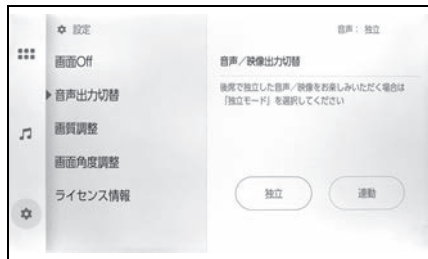 設定
音声： 独立
画面Off
音声出力切替
画質調整
画面角度調整
ライセンス情報
音声／映像出力切替
後席で独立した音声／映像をお楽しみいただく場合は
「独立モード」を選択してください
独立
連動